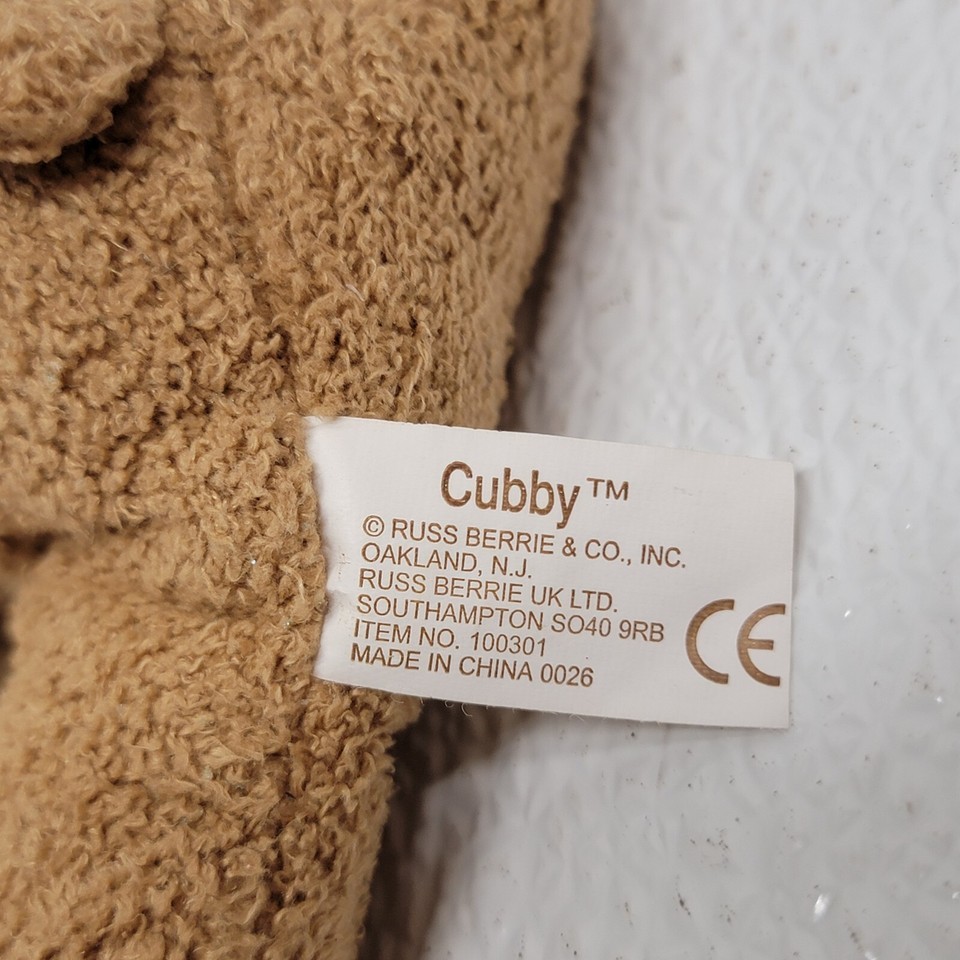 Cubby™
© RUSS BERRIE & CO., INC.
OAKLAND, N.J.
RUSS BERRIE UK LTD.
SOUTHAMPTON SO40 9RB
ITEM NO. 100301
MADE IN CHINA 0026
CE